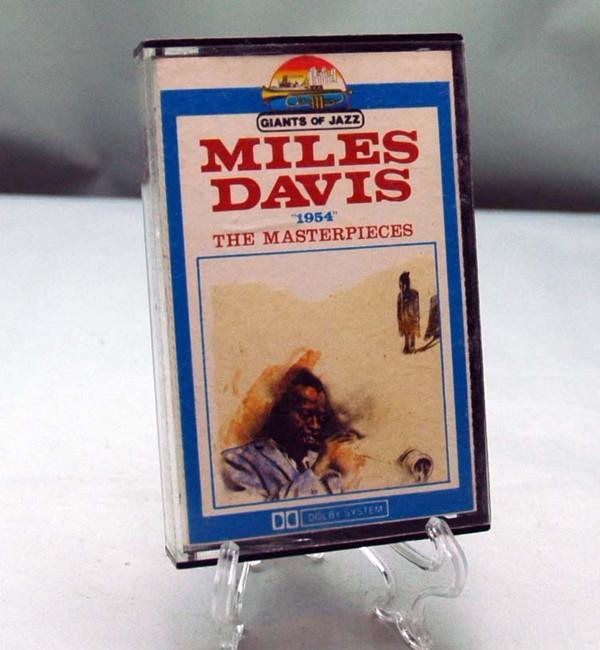 GIANTS OF JAZZ
MILES
DAVIS
"1954"
THE MASTERPIECES
DOLBY SYSTEM